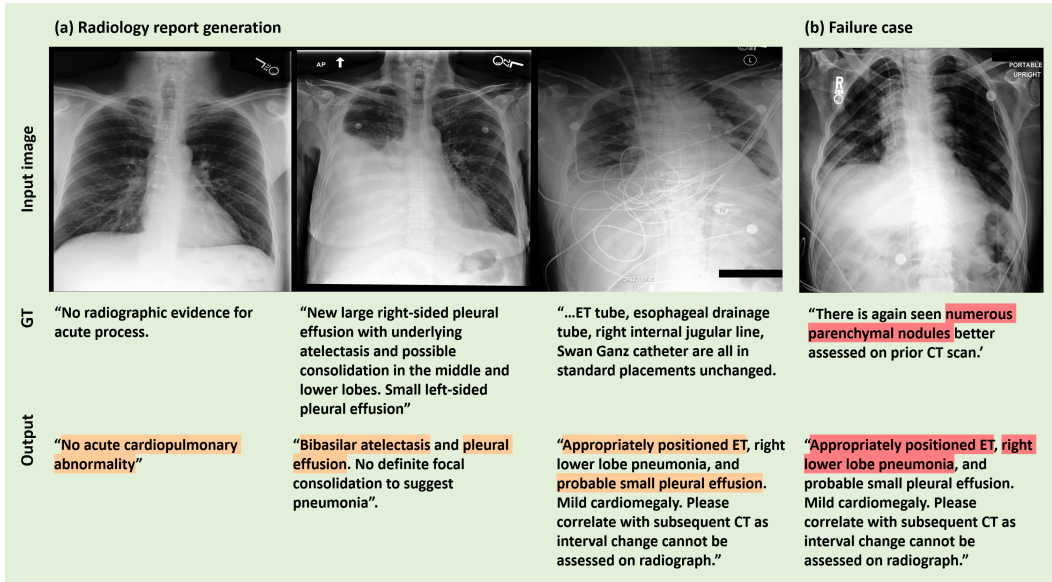 (a) Radiology report generation
(b) Failure case
Input image
AP
L
PORTABLE
R
PORTABLE
UPRIGHT
GT
“No radiographic evidence for
acute process.
“New large right-sided pleural
effusion with underlying
atelectasis and possible
consolidation in the middle and
lower lobes. Small left-sided
pleural effusion”
“...ET tube, esophageal drainage
tube, right internal jugular line,
Swan Ganz catheter are all in
standard placements unchanged.
“There is again seen numerous
parenchymal nodules better
assessed on prior CT scan.’
Output
“No acute cardiopulmonary
abnormality”
“Bibasilar atelectasis and pleural
effusion. No definite focal
consolidation to suggest
pneumonia”.
“Appropriately positioned ET, right
lower lobe pneumonia, and
probable small pleural effusion.
Mild cardiomegaly. Please
correlate with subsequent CT as
interval change cannot be
assessed on radiograph.”
“Appropriately positioned ET, right
lower lobe pneumonia, and
probable small pleural effusion.
Mild cardiomegaly. Please
correlate with subsequent CT as
interval change cannot be
assessed on radiograph.”